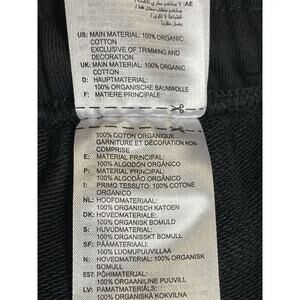 US: MAIN MATERIAL: 100% ORGANIC
COTTON
EXCLUSIVE OF TRIMMING AND
DECORATION
UK: MAIN MATERIAL: 100% ORGANIC
COTTON
D: HAUPTMATERIAL:
100% ORGANISCHE BAUMWOLLE
F: MATIERE PRINCIPALE:
100% COTON ORGANIQUE
GARNITURE ET DÉCORATION NON
COMPRISE
E: MATERIAL PRINCIPAL:
100% ALGODÓN ORGÁNICO
P: MATERIAL PRINCIPAL:
100% ALGODÃO ORGÂNICO
I: PRIMO TESSUTO: 100% COTONE
ORGANICO
NL: HOOFDMATERIAAL:
100% ORGANISCH KATOEN
DK: HOVEDMATERIALE:
100% ORGANISK BOMULD
S: HUVUDMATERIAL:
100% ORGANISSKT BOMULL
SF: PÄÄMATERIAALI:
100% LUOMUPUUVILLAA
N: HOVEDMATERIAL: 100% ORGANISK
BOMULL
EST: PÕHIMATERJAL:
100% ORGAANILINE PUUVILL
LV: PAMATMATERIĀLS:
100% ORGANISKĀ KOKVILNA